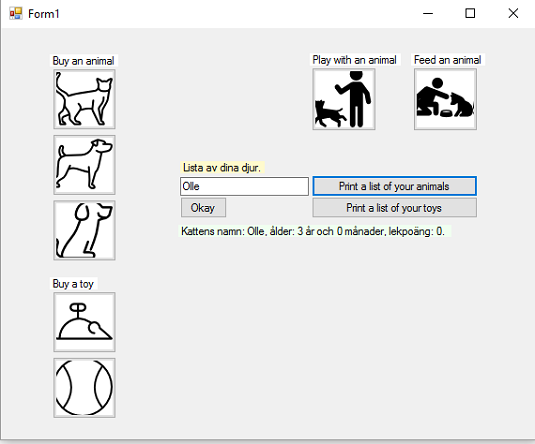 Form1
Buy an animal
Play with an animal
Feed an animal
Lista av dina djur.
Olle
Print a list of your animals
Okay
Print a list of your toys
Kattens namn: Olle, ålder: 3 år och 0 månader, lekpoäng: 0.
Buy a toy